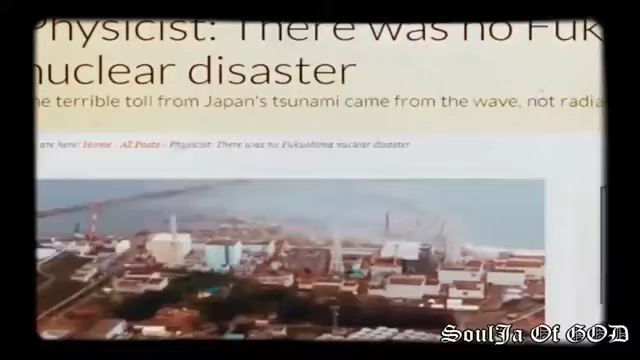 Physicist: There was no Fuk
nuclear disaster
he terrible toll from Japan's tsunami came from the wave, not radia
are here: Home › All Posts › Physicist: There was no Fukushima nuclear disaster
SoulJa Of GOD